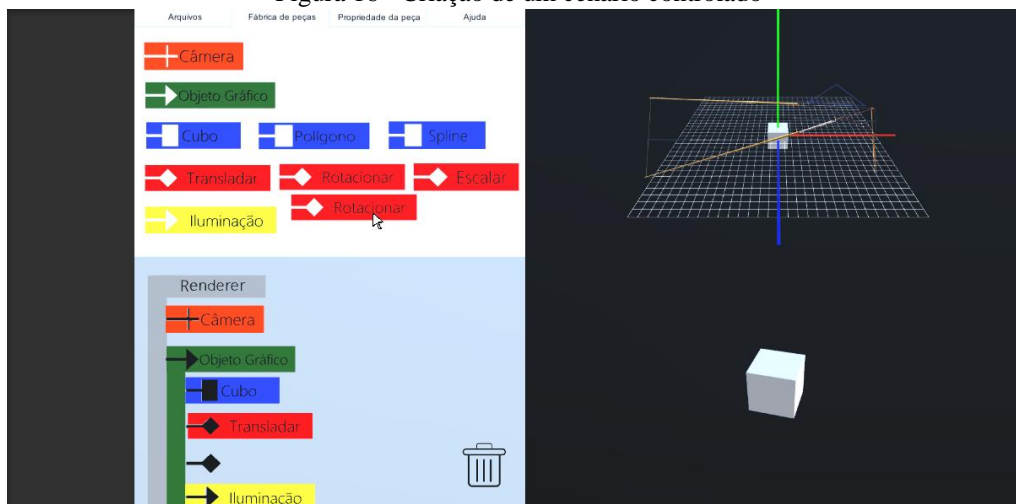 Arquivos Fábrica de peças Propriedade da peça Ajuda
Câmera
Objeto Gráfico
Cubo Polígono Spline
Transladar Rotacionar Escalar
Rotacionar
Iluminação
Renderer
Câmera
Objeto Gráfico
Cubo
Transladar
Iluminação